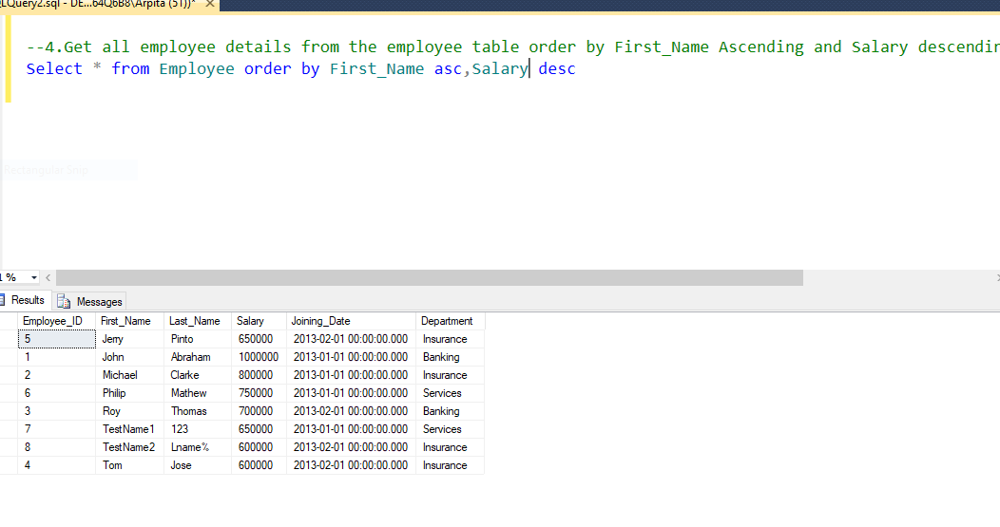 LQuery2.sql - DE...64Q6B8\Arpita (51))* ✕
--4.Get all employee details from the employee table order by First_Name Ascending and Salary descendin
Select * from Employee order by First_Name asc,Salary desc
Rectangular Snip
%
Results Messages
Employee_ID First_Name Last_Name Salary Joining_Date Department
5 Jerry Pinto 650000 2013-02-01 00:00:00.000 Insurance
1 John Abraham 1000000 2013-01-01 00:00:00.000 Banking
2 Michael Clarke 800000 2013-01-01 00:00:00.000 Insurance
6 Philip Mathew 750000 2013-01-01 00:00:00.000 Services
3 Roy Thomas 700000 2013-02-01 00:00:00.000 Banking
7 TestName1 123 650000 2013-01-01 00:00:00.000 Services
8 TestName2 Lname% 600000 2013-02-01 00:00:00.000 Insurance
4 Tom Jose 600000 2013-02-01 00:00:00.000 Insurance